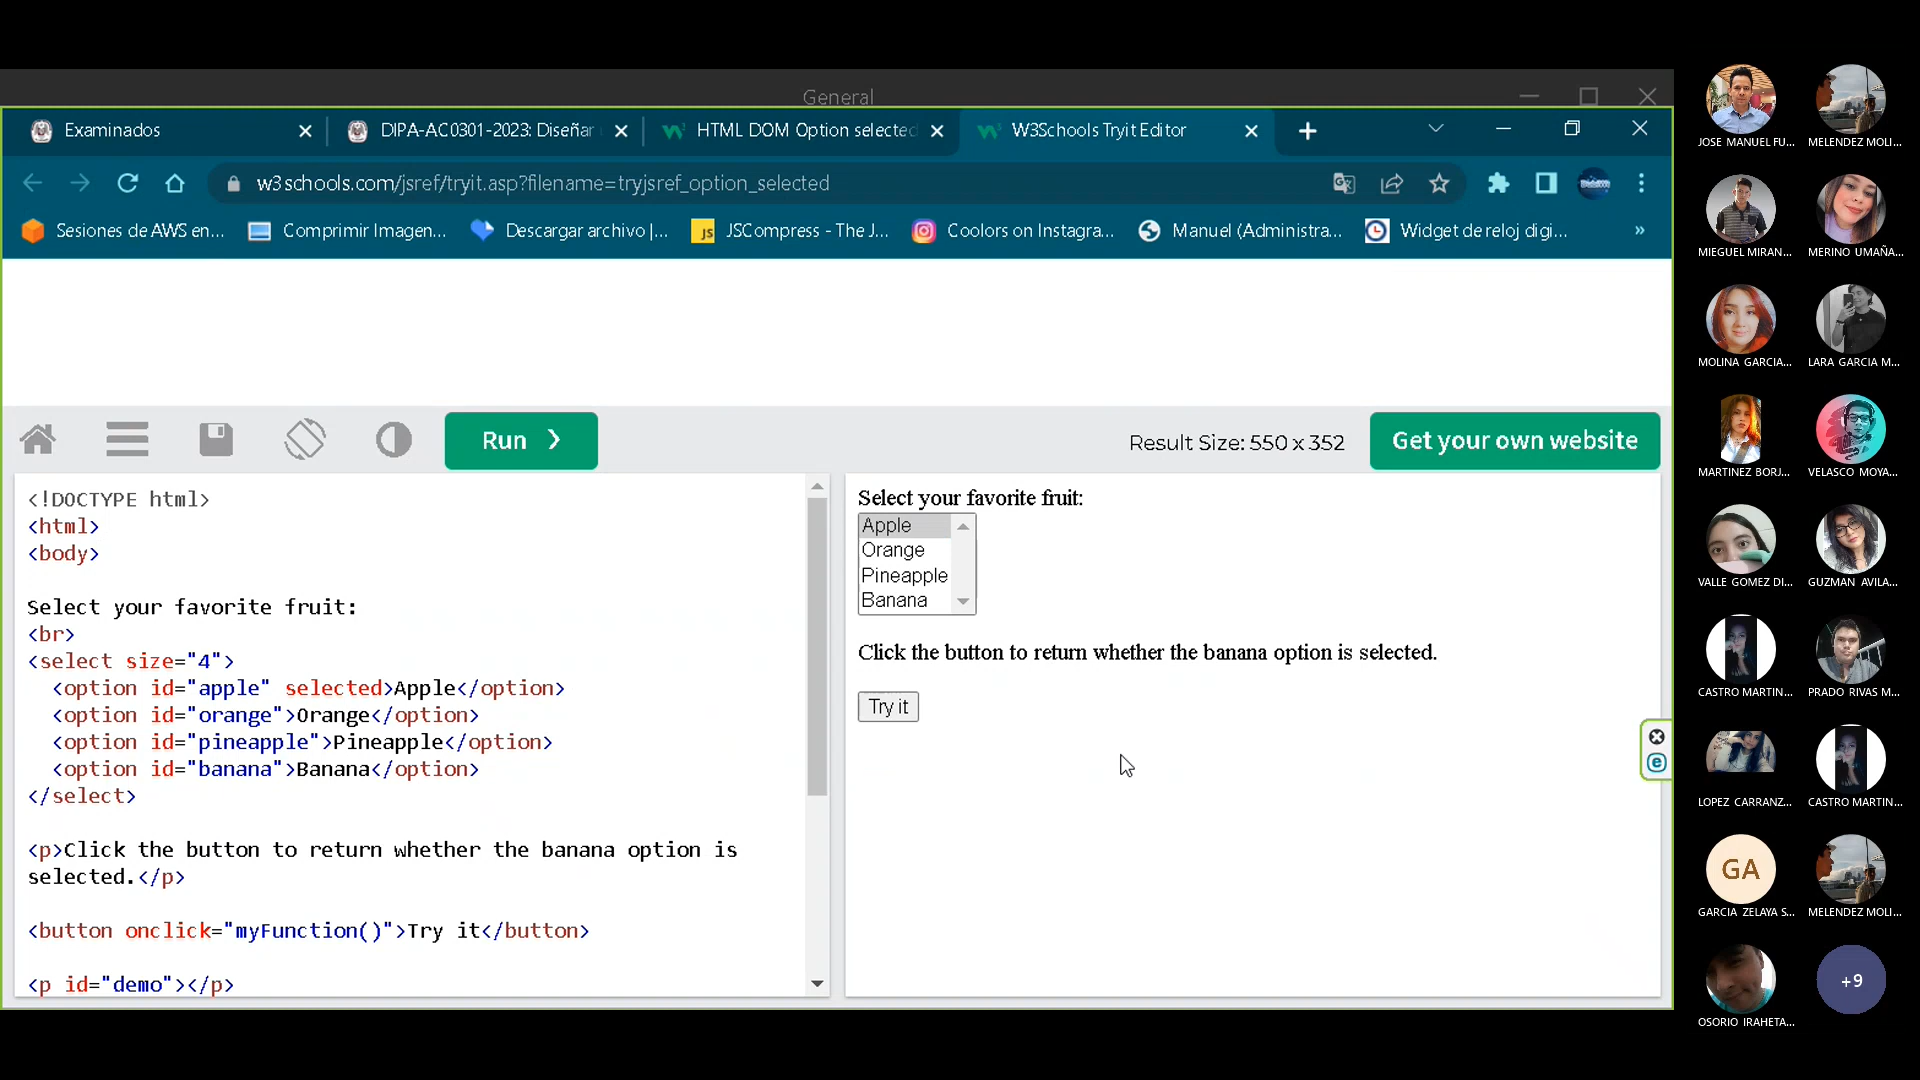 General
Examinados
DIPA-AC0301-2023: Diseñar
HTML DOM Option selected
W3Schools Tryit Editor
w3schools.com/jsref/tryit.asp?filename=tryjsref_option_selected
Sesiones de AWS en...
Comprimir Imagen...
Descargar archivo |...
JS
JSCompress - The J...
Coolors on Instagra...
Manuel (Administra...
Widget de reloj digi...
»
Run ❯
Result Size: 550 x 352
Get your own website
<!DOCTYPE html>
<html>
<body>
Select your favorite fruit:
<br>
<select size="4">
<option id="apple" selected>Apple</option>
<option id="orange">Orange</option>
<option id="pineapple">Pineapple</option>
<option id="banana">Banana</option>
</select>
<p>Click the button to return whether the banana option is
selected.</p>
<button onclick="myFunction()">Try it</button>
<p id="demo"></p>
Select your favorite fruit:
Apple
Orange
Pineapple
Banana
Click the button to return whether the banana option is selected.
Try it
JOSE MANUEL FU...
MELENDEZ MOLI...
MIEGUEL MIRAN...
MERINO UMAÑA...
MOLINA GARCIA...
LARA GARCIA M...
MARTINEZ BORJ...
VELASCO MOYA...
VALLE GOMEZ DI...
GUZMAN AVILA...
CASTRO MARTIN...
PRADO RIVAS M...
LOPEZ CARRANZ...
CASTRO MARTIN...
GA
GARCIA ZELAYA S...
MELENDEZ MOLI...
OSORIO IRAHETA...
+9